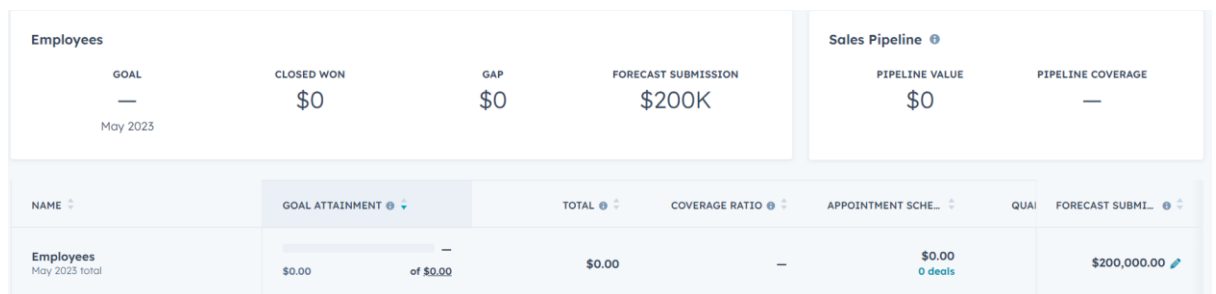 Employees
GOAL
—
May 2023
CLOSED WON
$0
GAP
$0
FORECAST SUBMISSION
$200K
Sales Pipeline
PIPELINE VALUE
$0
PIPELINE COVERAGE
—
NAME GOAL ATTAINMENT TOTAL COVERAGE RATIO APPOINTMENT SCHE... QUAI FORECAST SUBMI...
Employees
May 2023 total
—
$0.00 of $0.00
$0.00
—
$0.00
0 deals
$200,000.00